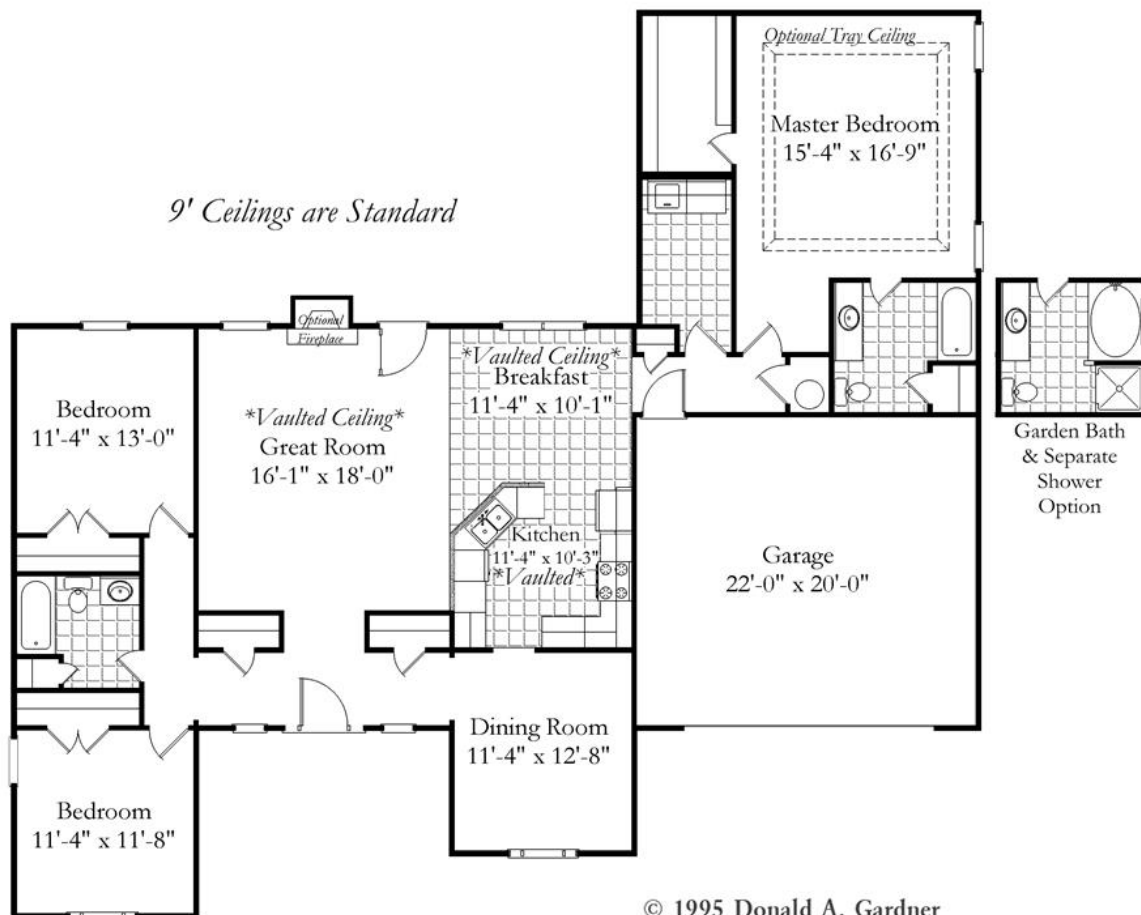 Optional Tray Ceiling
Master Bedroom
15'-4" x 16'-9"
9' Ceilings are Standard
Optional
Fireplace
*Vaulted Ceiling*
Breakfast
11'-4" x 10'-1"
Bedroom
11'-4" x 13'-0"
*Vaulted Ceiling*
Great Room
16'-1" x 18'-0"
Garden Bath
& Separate
Shower
Option
Kitchen
11'-4" x 10'-3"
*Vaulted*
Garage
22'-0" x 20'-0"
Dining Room
11'-4" x 12'-8"
Bedroom
11'-4" x 11'-8"
© 1995 Donald A. Gardner